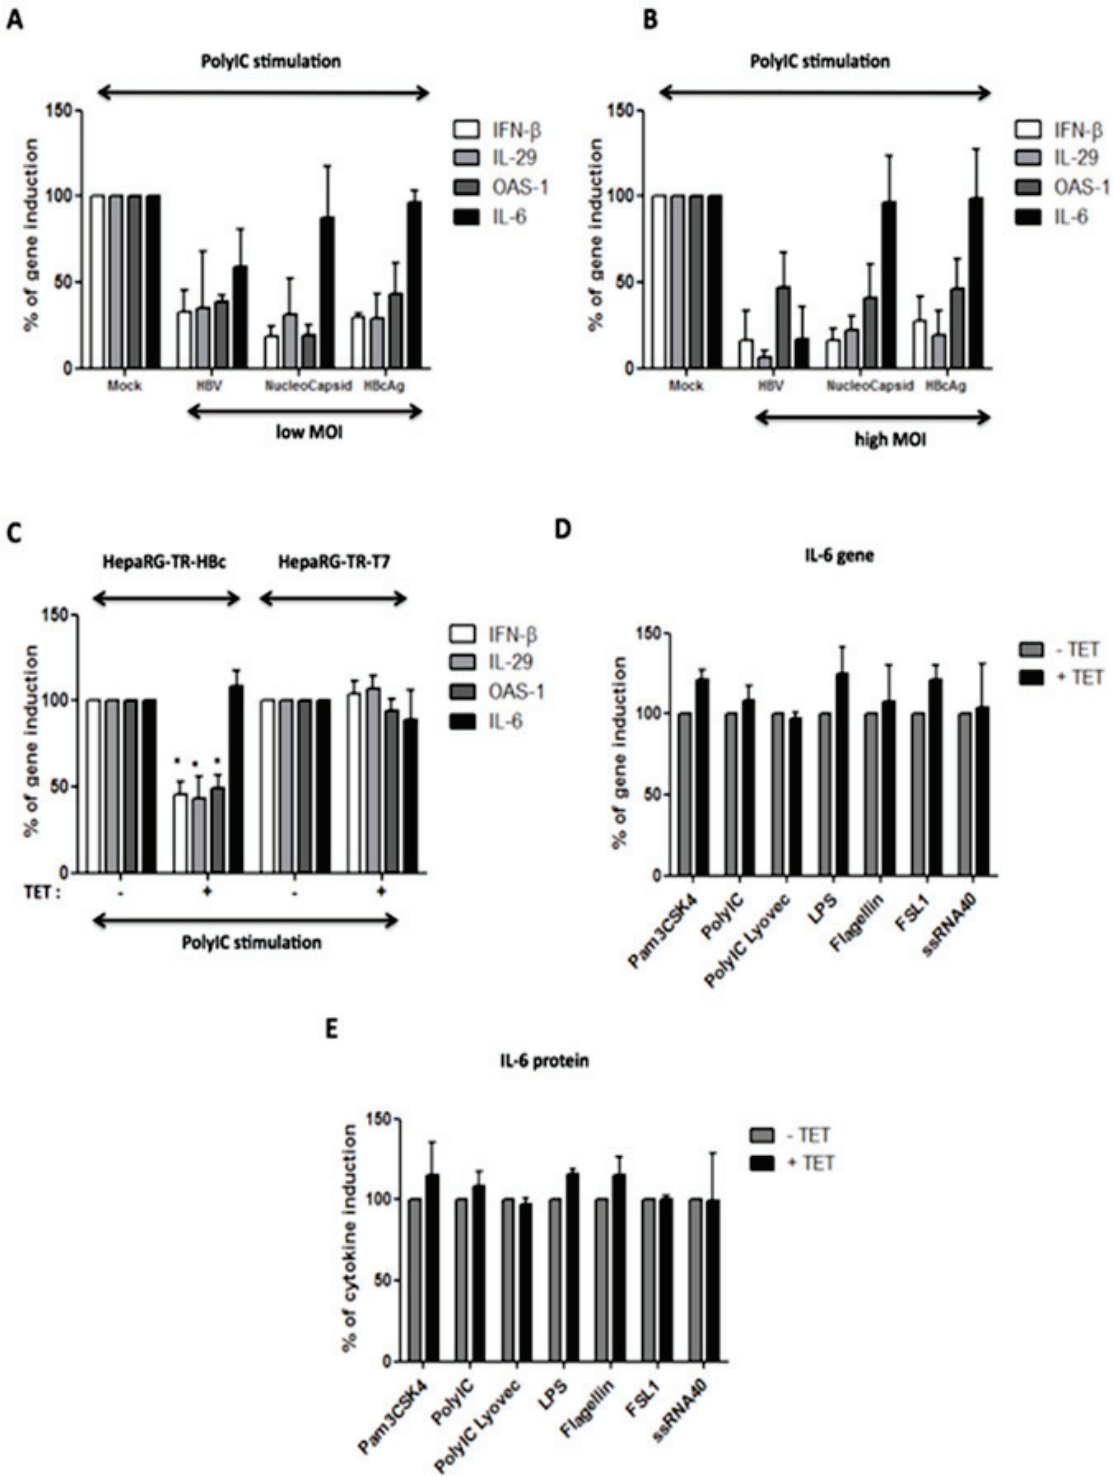 A
PolyIC stimulation
150
100
50
0
% of gene induction
IFN-β
IL-29
OAS-1
IL-6
Mock
HBV
NucleoCapsid
HBcAg
low MOI
B
PolyIC stimulation
150
100
50
0
% of gene induction
IFN-β
IL-29
OAS-1
IL-6
Mock
HBV
NucleoCapsid
HBcAg
high MOI
C
HepaRG-TR-HBc
HepaRG-TR-T7
150
100
50
0
% of gene induction
* * *
IFN-β
IL-29
OAS-1
IL-6
TET : - + - +
PolyIC stimulation
D
IL-6 gene
150
100
50
0
% of gene induction
- TET
+ TET
Pam3CSK4
PolyIC
PolyIC Lyovec
LPS
Flagellin
FSL1
ssRNA40
E
IL-6 protein
150
100
50
0
% of cytokine induction
- TET
+ TET
Pam3CSK4
PolyIC
PolyIC Lyovec
LPS
Flagellin
FSL1
ssRNA40